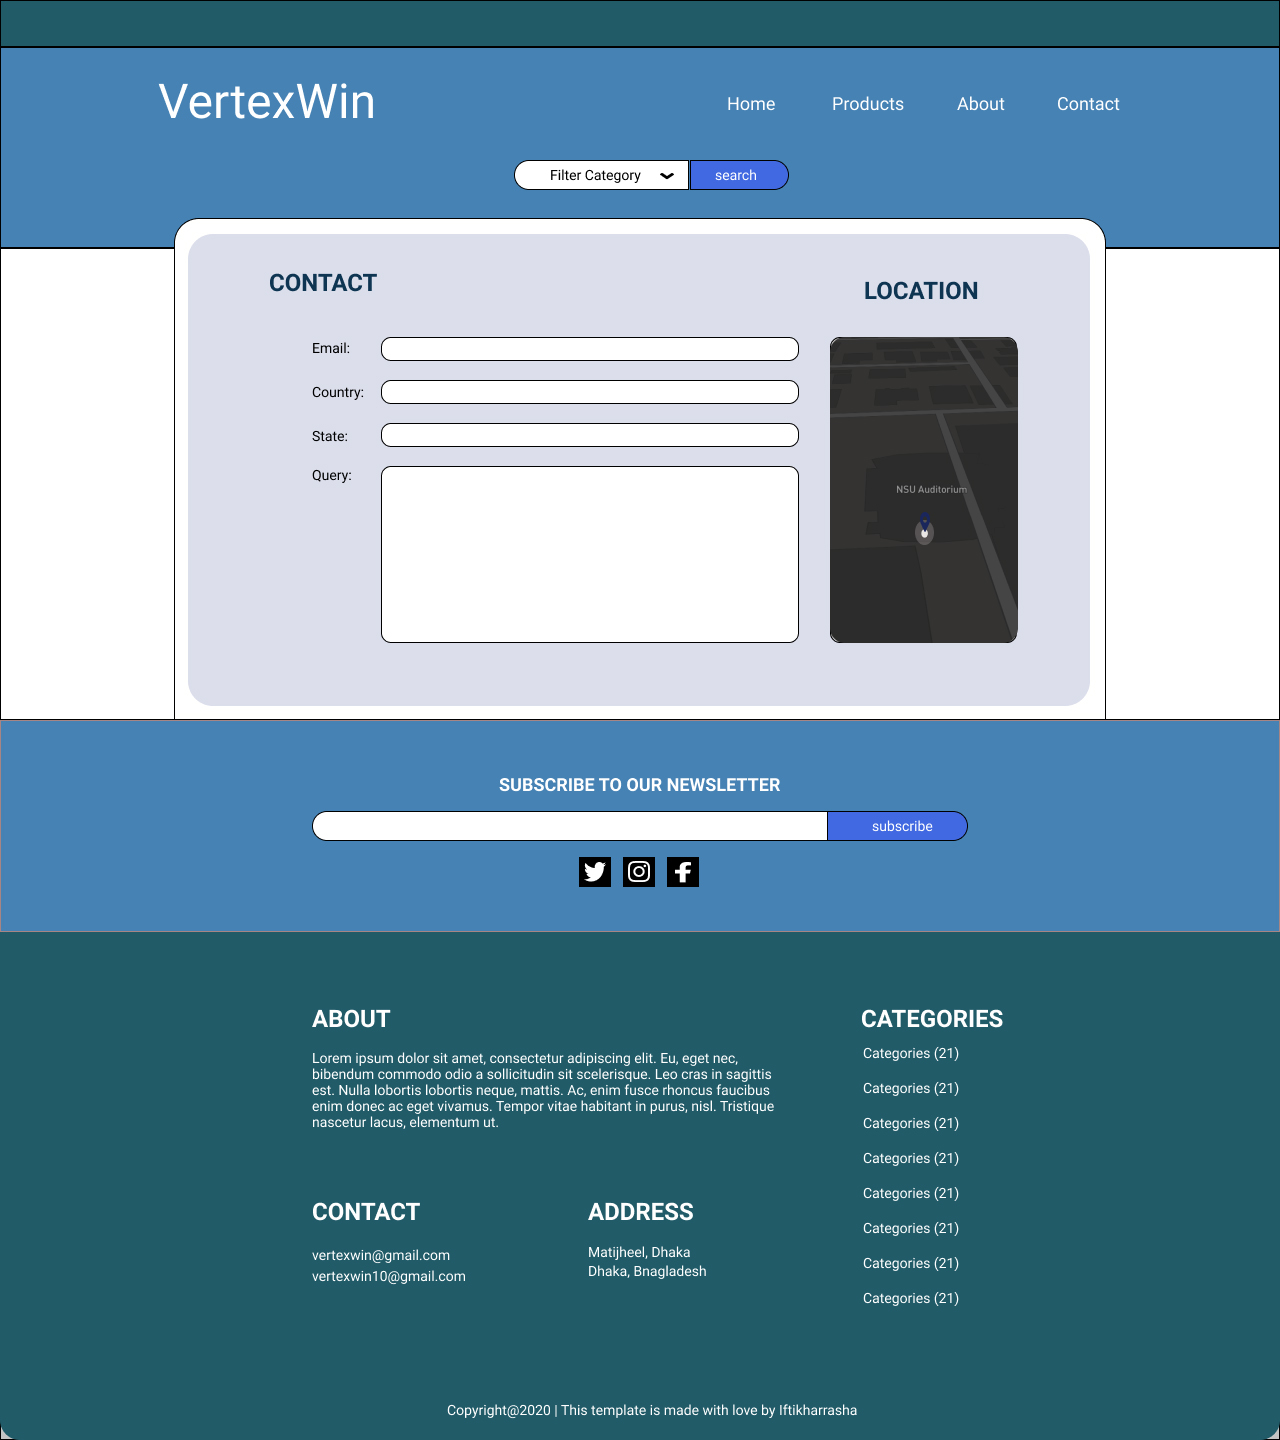 VertexWin
Home Products About Contact
Filter Category search
CONTACT
LOCATION
Email:
Country:
State:
Query:
NSU Auditorium
SUBSCRIBE TO OUR NEWSLETTER
subscribe
ABOUT
Lorem ipsum dolor sit amet, consectetur adipiscing elit. Eu, eget nec,
bibendum commodo odio a sollicitudin sit scelerisque. Leo cras in sagittis
est. Nulla lobortis lobortis neque, mattis. Ac, enim fusce rhoncus faucibus
enim donec ac eget vivamus. Tempor vitae habitant in purus, nisl. Tristique
nascetur lacus, elementum ut.
CATEGORIES
Categories (21)
Categories (21)
Categories (21)
Categories (21)
Categories (21)
Categories (21)
Categories (21)
Categories (21)
CONTACT
vertexwin@gmail.com
vertexwin10@gmail.com
ADDRESS
Matijheel, Dhaka
Dhaka, Bnagladesh
Copyright@2020 | This template is made with love by Iftikharrasha